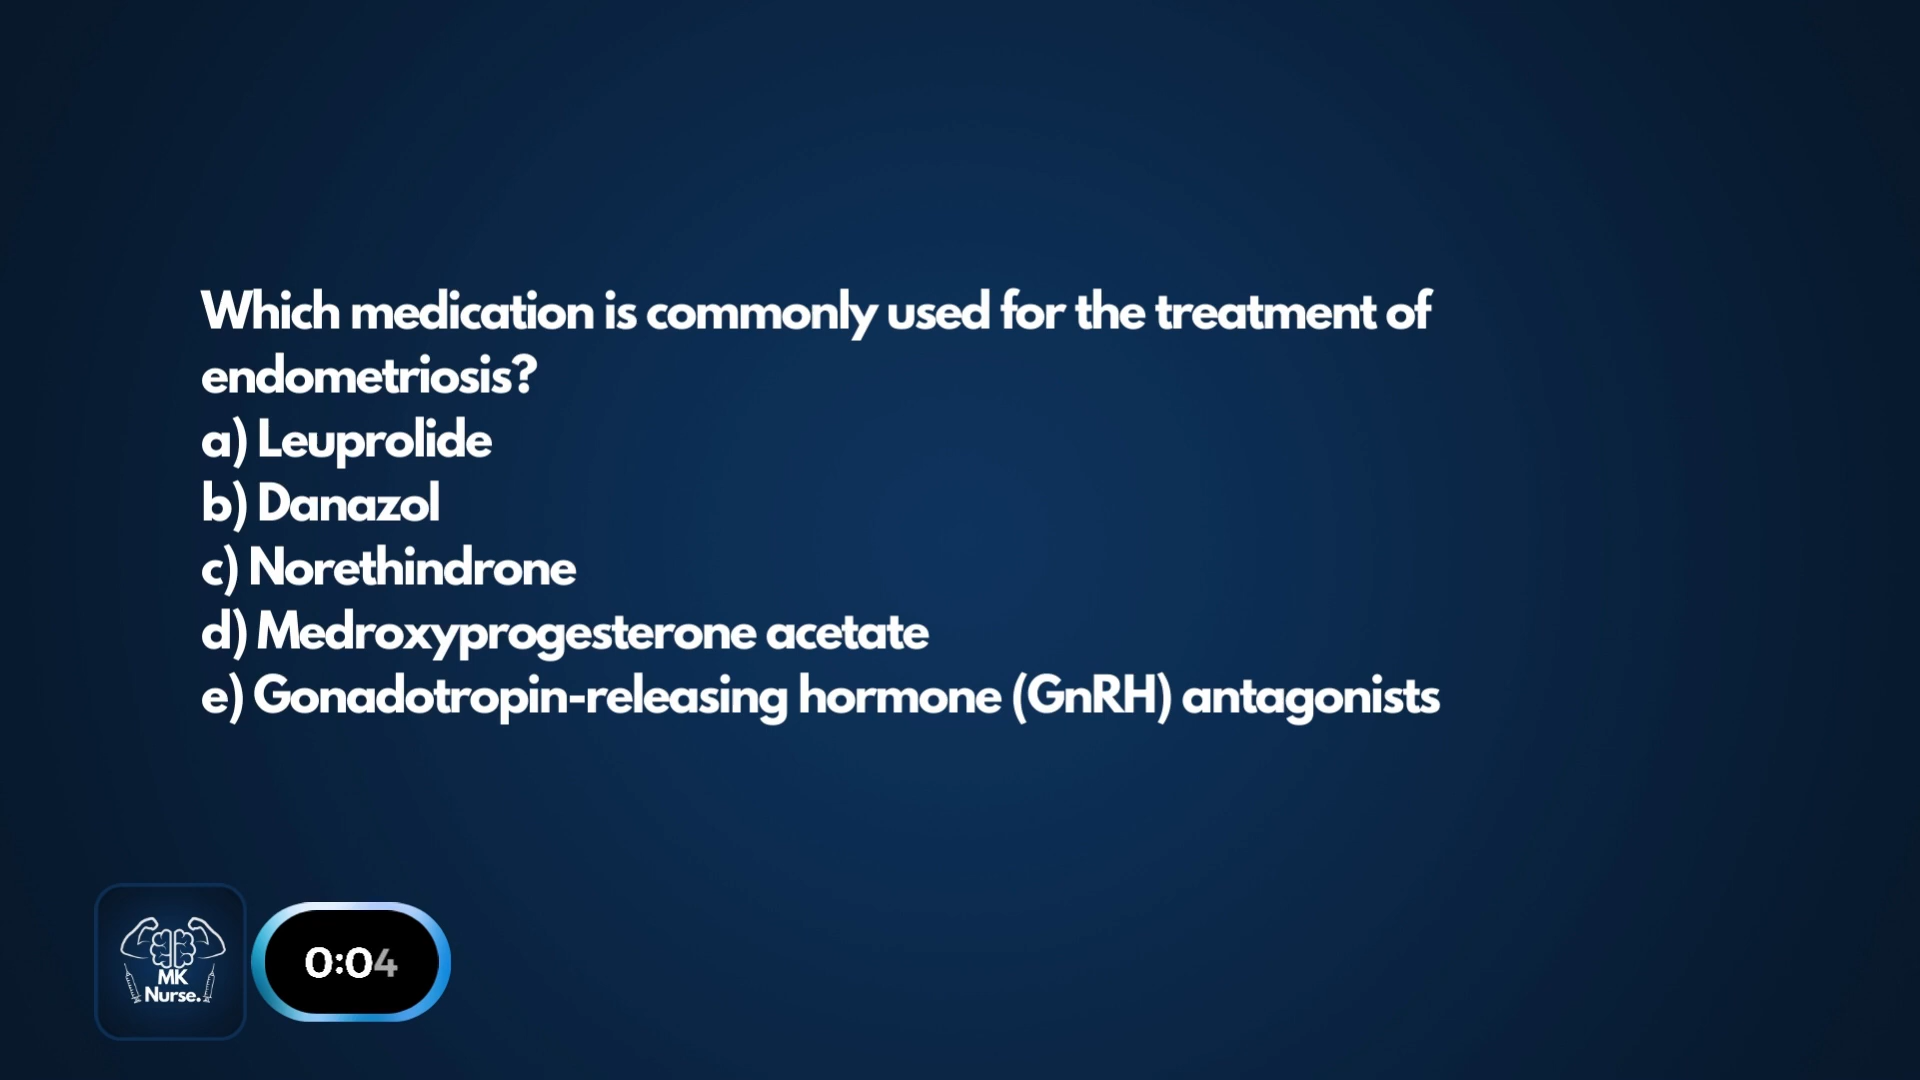 Which medication is commonly used for the treatment of
endometriosis?
a) Leuprolide
b) Danazol
c) Norethindrone
d) Medroxyprogesterone acetate
e) Gonadotropin-releasing hormone (GnRH) antagonists
MK
Nurse.
0:04